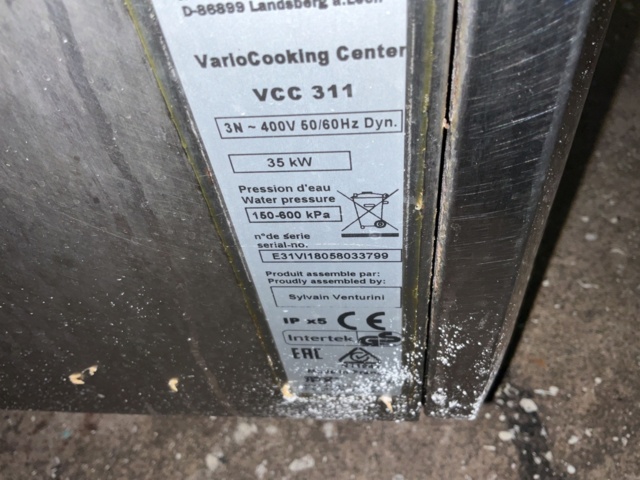 D-86899 Landsberg a.Lech
VarioCooking Center
VCC 311
3N ~ 400V 50/60Hz Dyn.
35 kW
Pression d'eau
Water pressure
150-600 kPa
n°de serie
serial-no.
E31VI18058033799
Produit assemble par:
Proudly assembled by:
Sylvain Venturini
IP x5 CE
Intertek GS
EAC